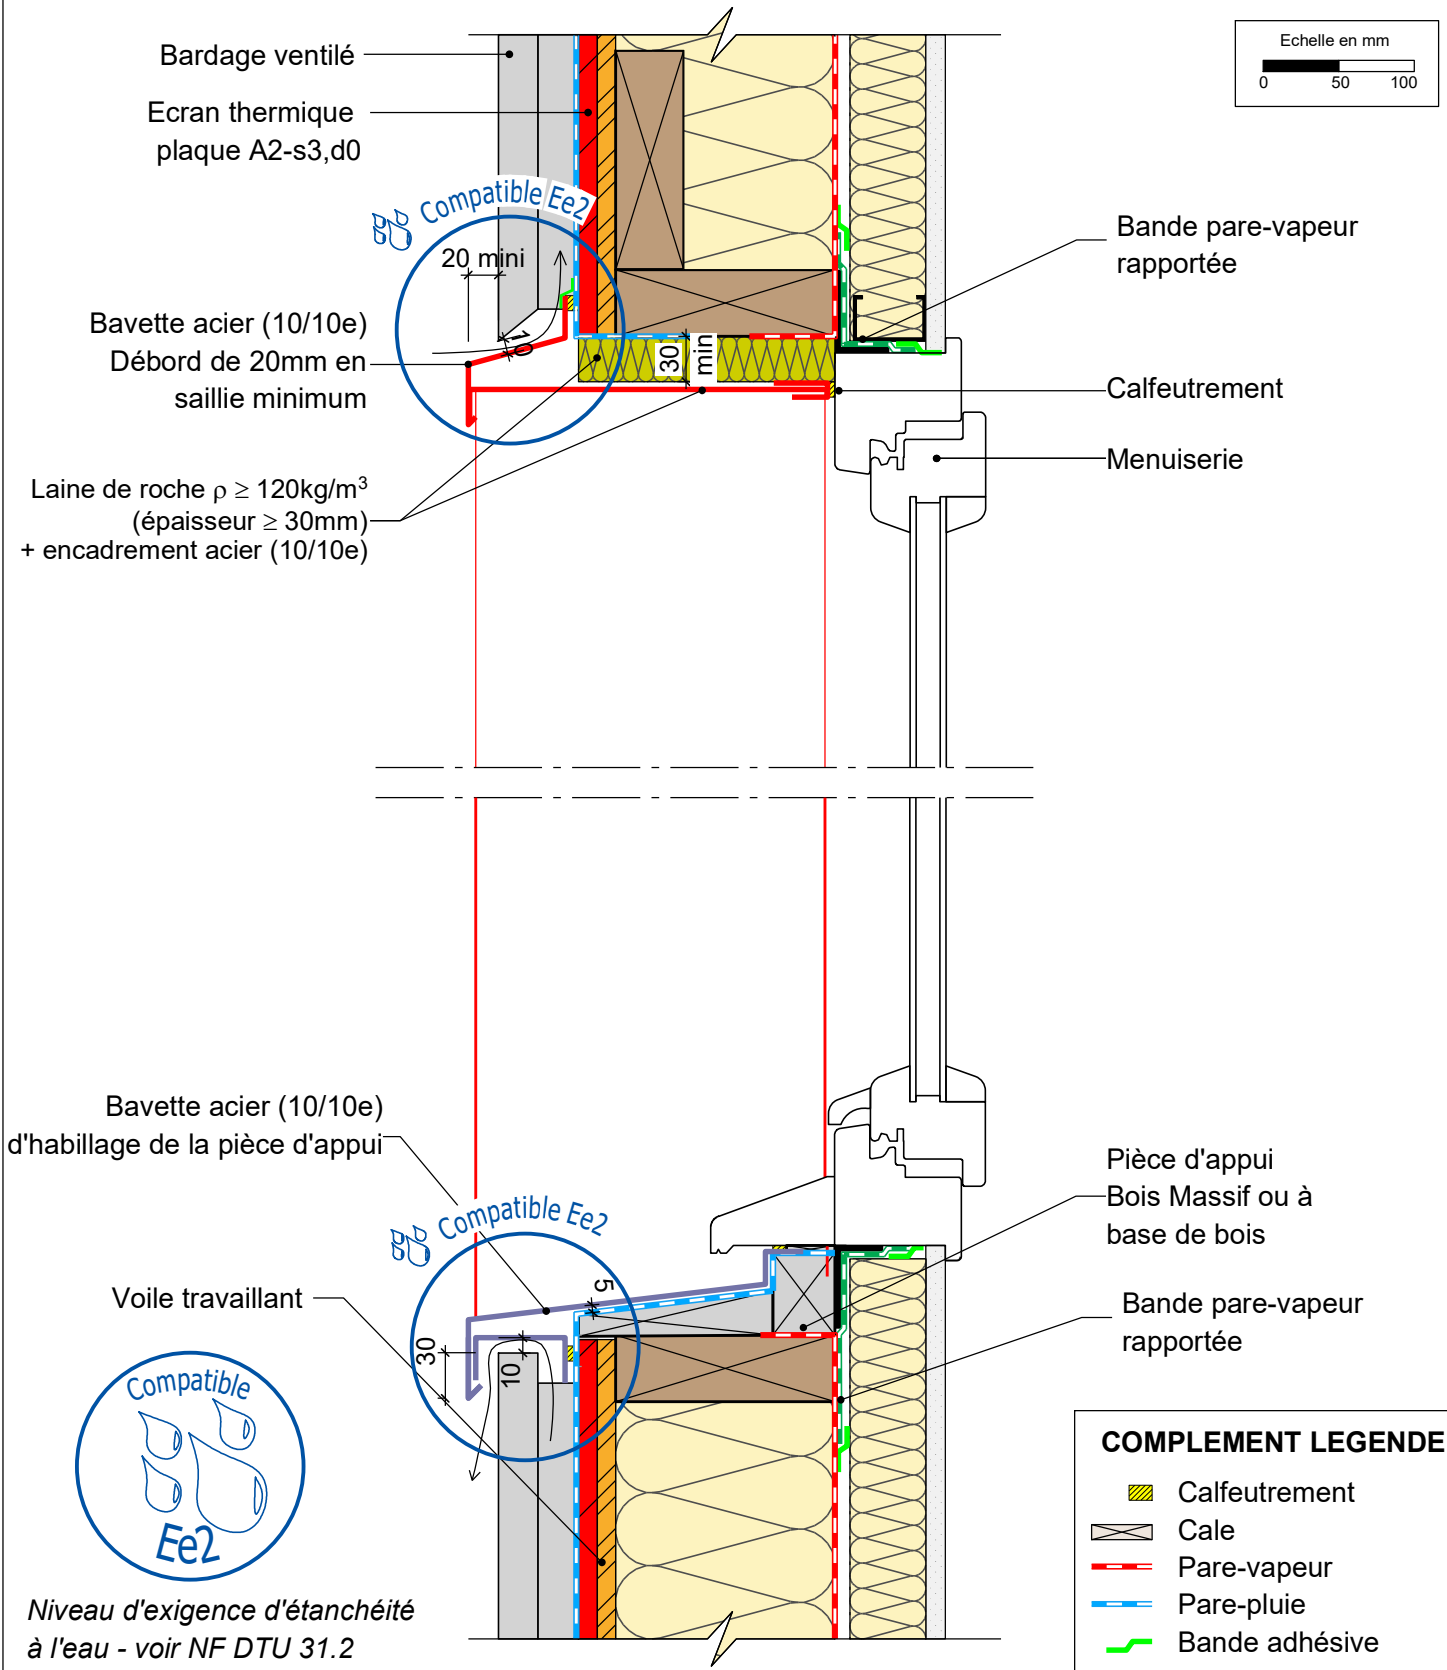 Bardage ventilé
Ecran thermique
plaque A2-s3,d0
Echelle en mm
0 50 100
Compatible Ee2
20 mini
10
30
min
Bande pare-vapeur
rapportée
Bavette acier (10/10e)
Débord de 20mm en
saillie minimum
Calfeutrement
Menuiserie
Laine de roche ρ ≥ 120kg/m³
(épaisseur ≥ 30mm)
+ encadrement acier (10/10e)
Bavette acier (10/10e)
d'habillage de la pièce d'appui
Pièce d'appui
Bois Massif ou à
base de bois
Compatible Ee2
5
30
10
Voile travaillant
Bande pare-vapeur
rapportée
Compatible
Ee2
Niveau d'exigence d'étanchéité
à l'eau - voir NF DTU 31.2
COMPLEMENT LEGENDE
Calfeutrement
Cale
Pare-vapeur
Pare-pluie
Bande adhésive